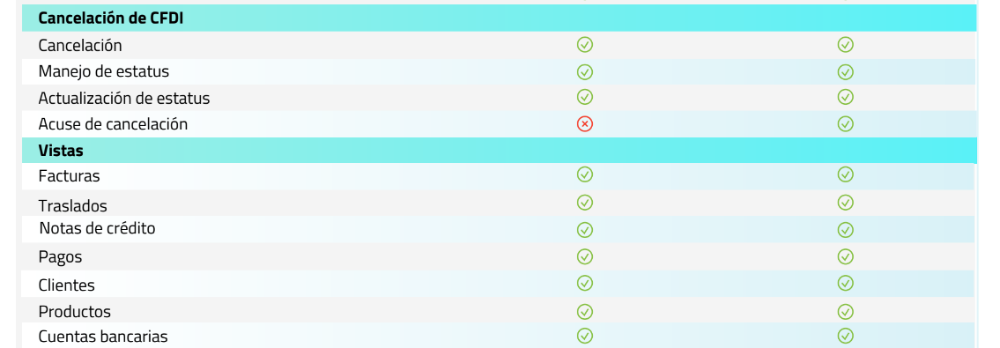 Cancelación de CFDI
Cancelación
Manejo de estatus
Actualización de estatus
Acuse de cancelación
Vistas
Facturas
Traslados
Notas de crédito
Pagos
Clientes
Productos
Cuentas bancarias